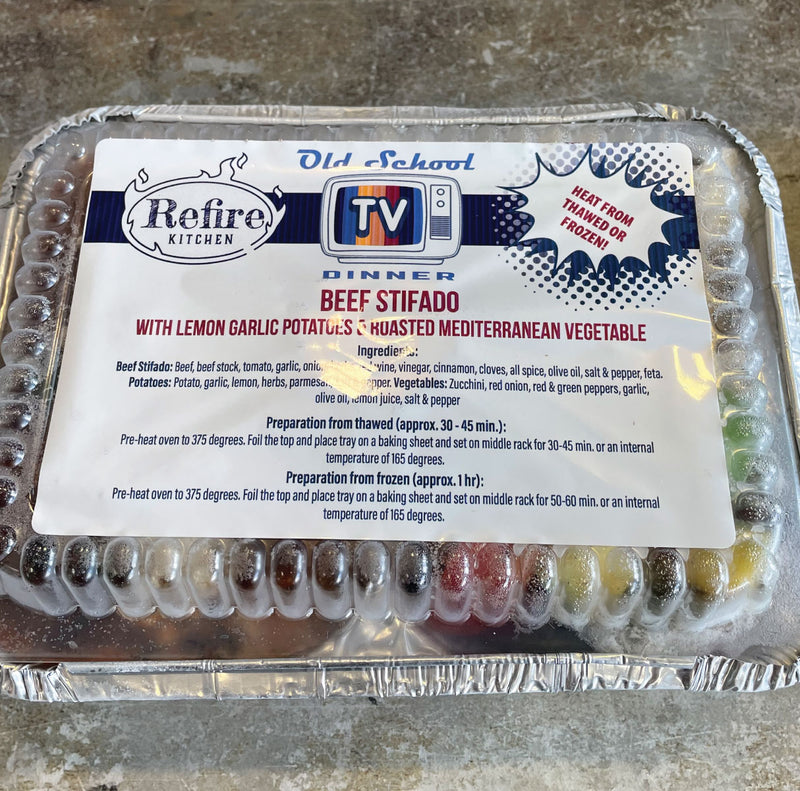 Old School
Refire
KITCHEN
TV
DINNER
HEAT FROM
THAWED OR
FROZEN!
BEEF STIFADO
WITH LEMON GARLIC POTATOES & ROASTED MEDITERRANEAN VEGETABLE
Ingredients:
Beef Stifado: Beef, beef stock, tomato, garlic, wine, vinegar, cinnamon, cloves, all spice, olive oil, salt & pepper, feta.
Potatoes: Potato, garlic, lemon, herbs, parmesan, pepper. Vegetables: Zucchini, red onion, red & green peppers, garlic,
olive oil, lemon juice, salt & pepper
Preparation from thawed (approx. 30 - 45 min.):
Pre-heat oven to 375 degrees. Foil the top and place tray on a baking sheet and set on middle rack for 30-45 min. or an internal
temperature of 165 degrees.
Preparation from frozen (approx. 1 hr):
Pre-heat oven to 375 degrees. Foil the top and place tray on a baking sheet and set on middle rack for 50-60 min. or an internal
temperature of 165 degrees.